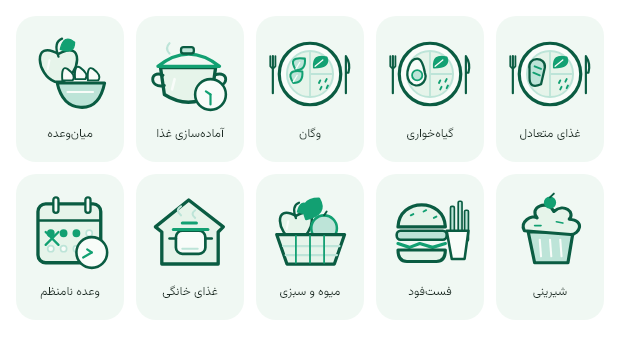 غذای متعادل
گیاه‌خواری
وگان
آماده‌سازی غذا
میان‌وعده
شیرینی
فست‌فود
میوه و سبزی
غذای خانگی
وعده نامنظم